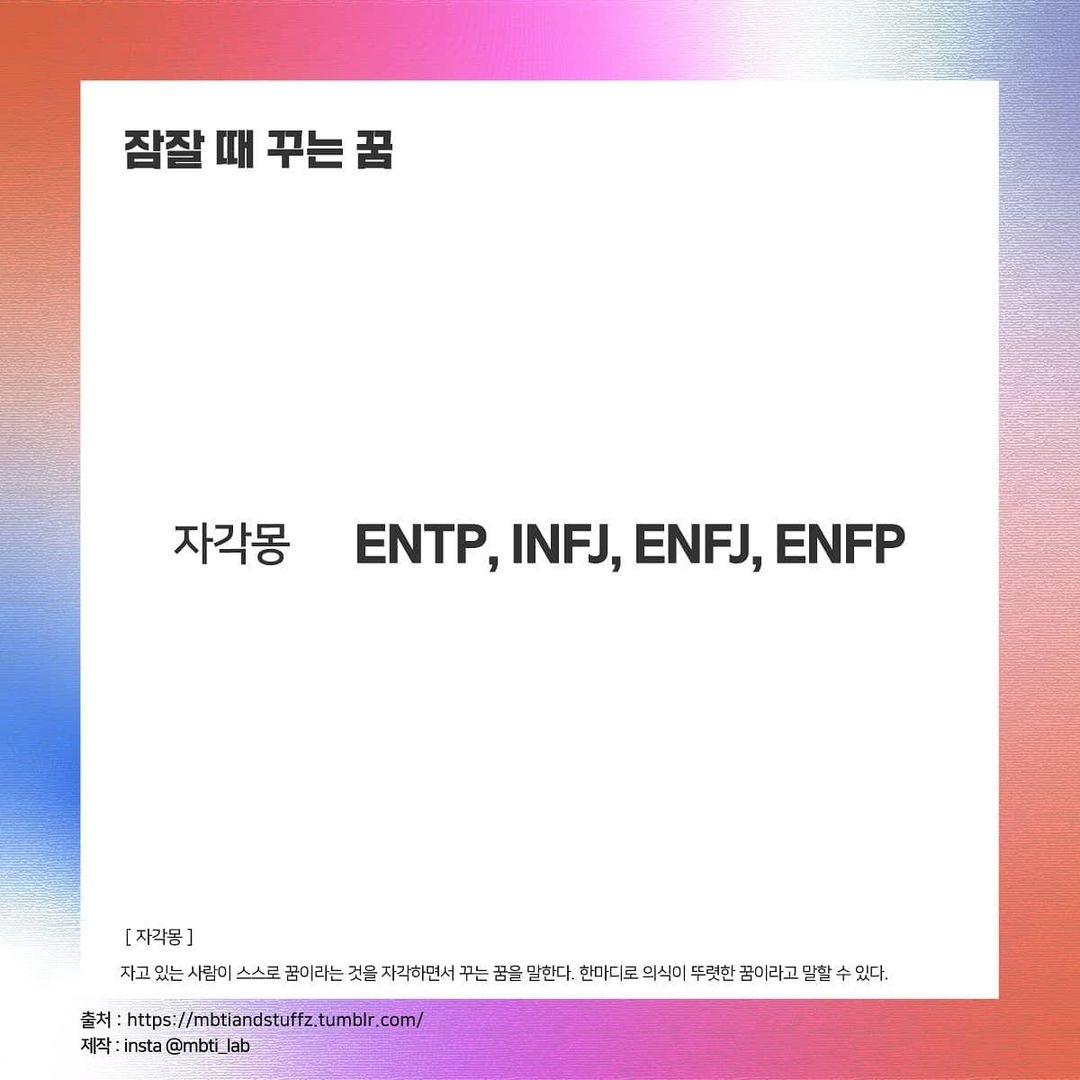 잠잘 때 꾸는 꿈
자각몽 ENTP, INFJ, ENFJ, ENFP
[ 자각몽 ]
자고 있는 사람이 스스로 꿈이라는 것을 자각하면서 꾸는 꿈을 말한다. 한마디로 의식이 뚜렷한 꿈이라고 말할 수 있다.
출처 : https://mbtiandstuffz.tumblr.com/
제작 : insta @mbti_lab